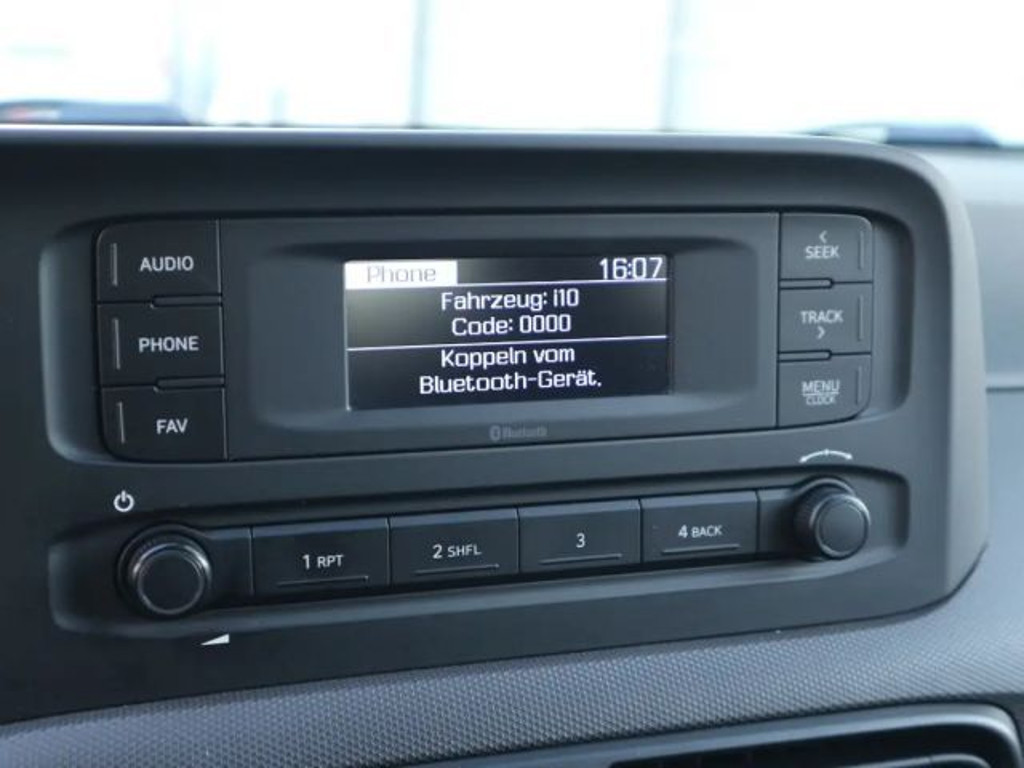 AUDIO
PHONE
FAV
Phone 16:07
Fahrzeug: i10
Code: 0000
Koppeln vom
Bluetooth-Gerät.
Bluetooth
< SEEK
TRACK >
MENU
CLOCK
1 RPT
2 SHFL
3
4 BACK